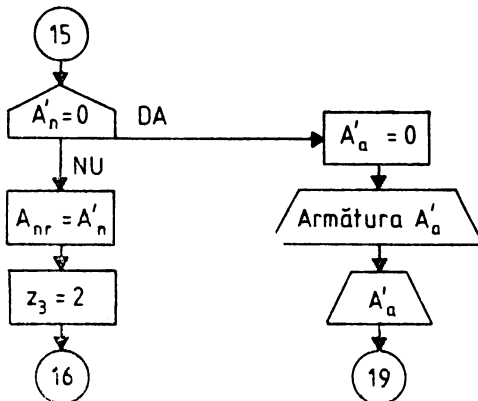 15
A'n = 0
DA
NU
A'a = 0
Anr = A'n
Armătura A'a
z3 = 2
A'a
16
19